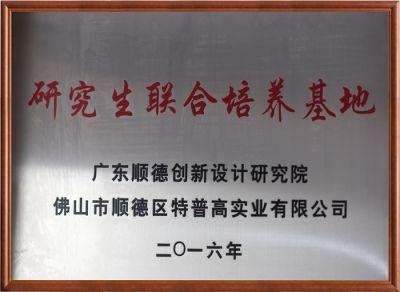 研究生联合培养基地
广东顺德创新设计研究院
佛山市顺德区特普高实业有限公司
二〇一六年